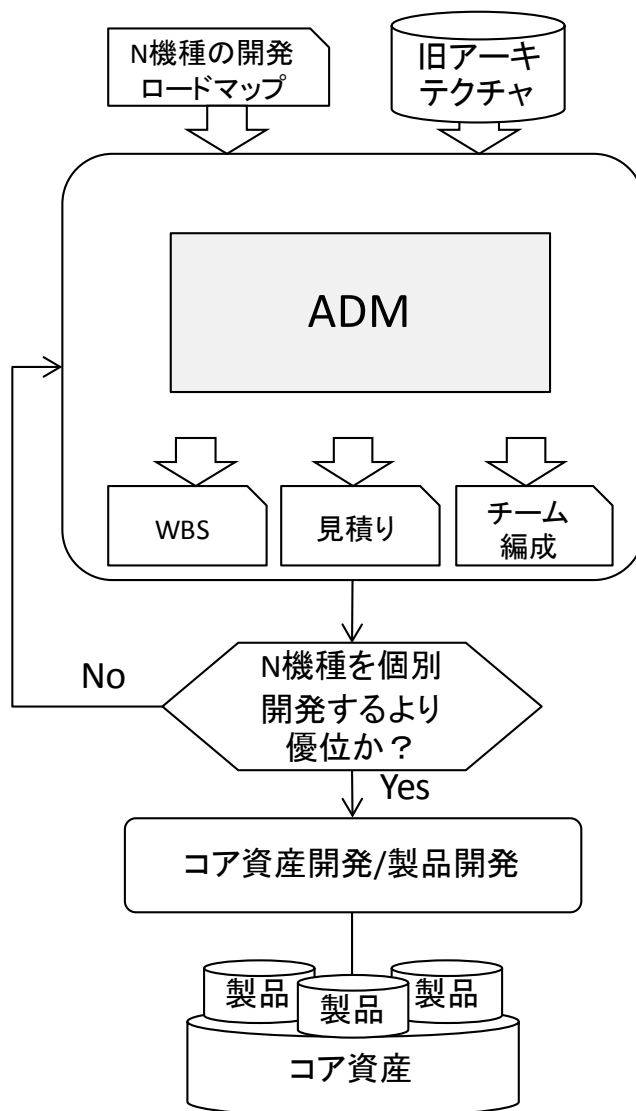 N機種の開発
ロードマップ
旧アーキ
テクチャ
ADM
WBS
見積り
チーム
編成
N機種を個別
開発するより
優位か？
No
Yes
コア資産開発/製品開発
製品
製品
製品
コア資産